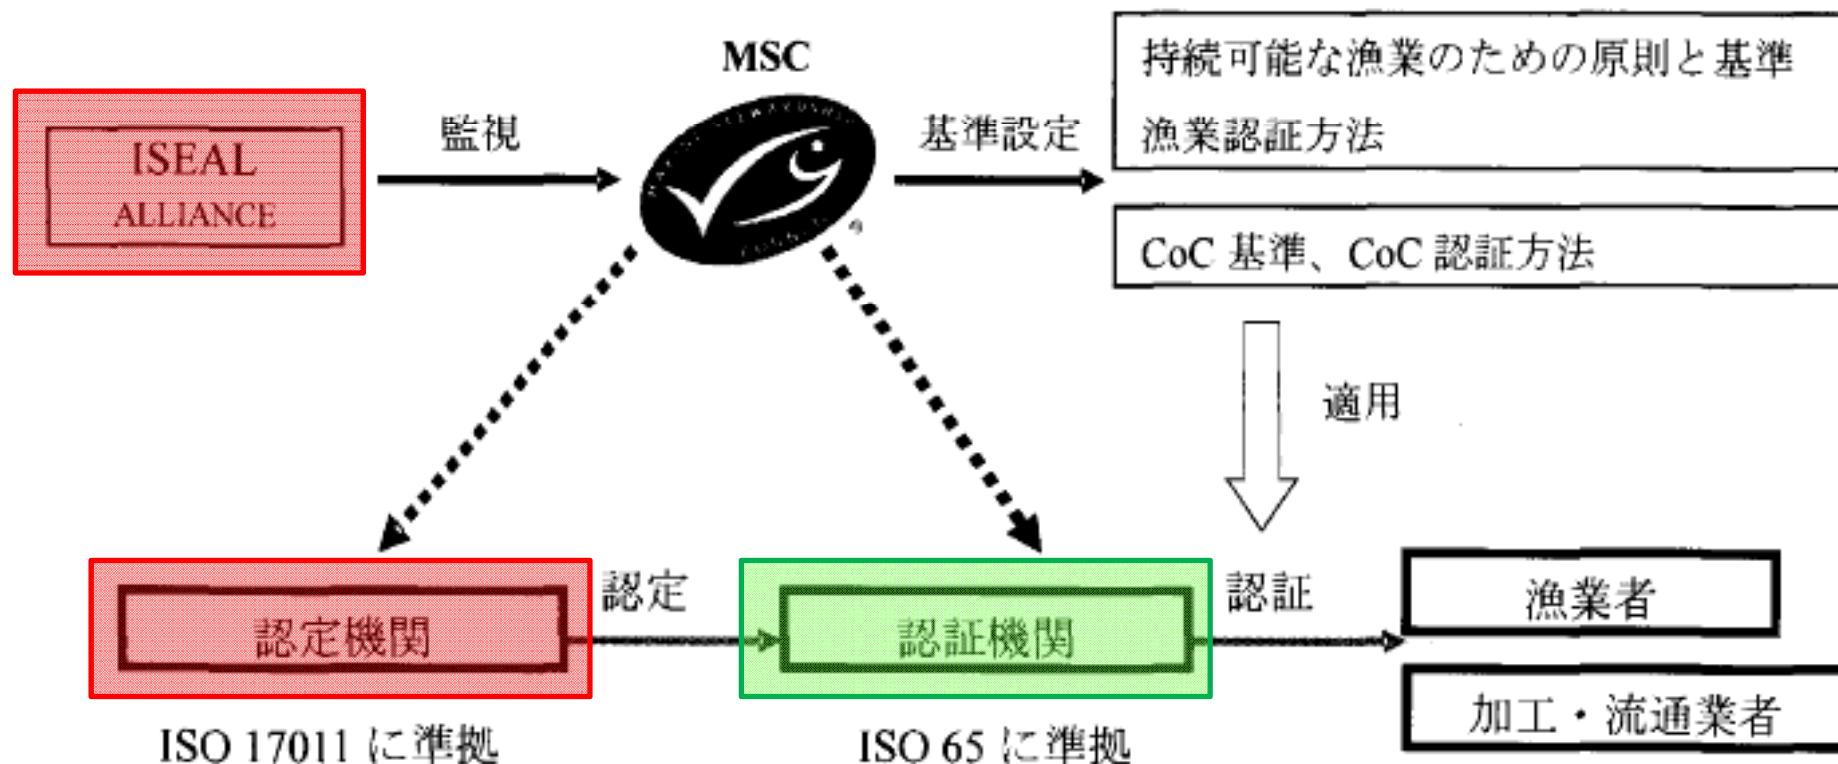 MSC
持続可能な漁業のための原則と基準
漁業認証方法
ISEAL
ALLIANCE
監視
基準設定
CoC 基準、CoC 認証方法
適用
認定機関
認定
認証機関
認証
漁業者
加工・流通業者
ISO 17011 に準拠
ISO 65 に準拠